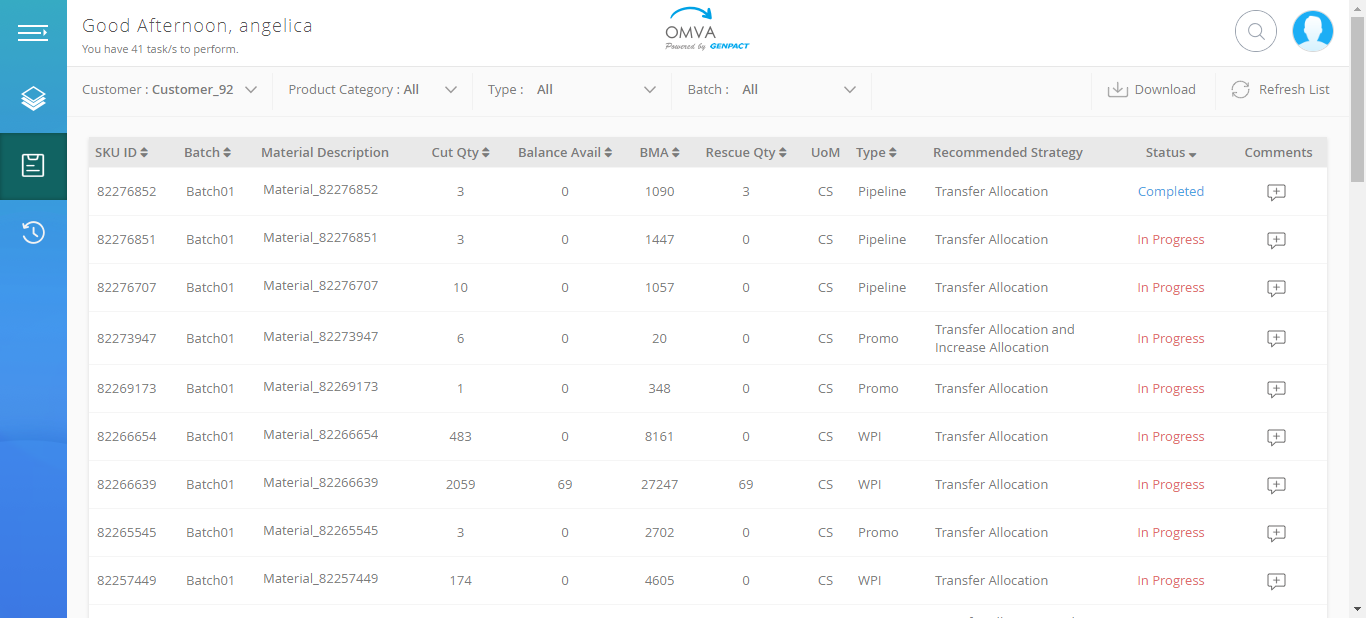 Good Afternoon, angelica
You have 41 task/s to perform.
OMVA
Powered by GENPACT
Customer : Customer_92 Product Category : All Type : All Batch : All Download Refresh List
SKU ID Batch Material Description Cut Qty Balance Avail BMA Rescue Qty UoM Type Recommended Strategy Status Comments
82276852 Batch01 Material_82276852 3 0 1090 3 CS Pipeline Transfer Allocation Completed
82276851 Batch01 Material_82276851 3 0 1447 0 CS Pipeline Transfer Allocation In Progress
82276707 Batch01 Material_82276707 10 0 1057 0 CS Pipeline Transfer Allocation In Progress
82273947 Batch01 Material_82273947 6 0 20 0 CS Promo Transfer Allocation and
Increase Allocation In Progress
82269173 Batch01 Material_82269173 1 0 348 0 CS Promo Transfer Allocation In Progress
82266654 Batch01 Material_82266654 483 0 8161 0 CS WPI Transfer Allocation In Progress
82266639 Batch01 Material_82266639 2059 69 27247 69 CS WPI Transfer Allocation In Progress
82265545 Batch01 Material_82265545 3 0 2702 0 CS Promo Transfer Allocation In Progress
82257449 Batch01 Material_82257449 174 0 4605 0 CS WPI Transfer Allocation In Progress